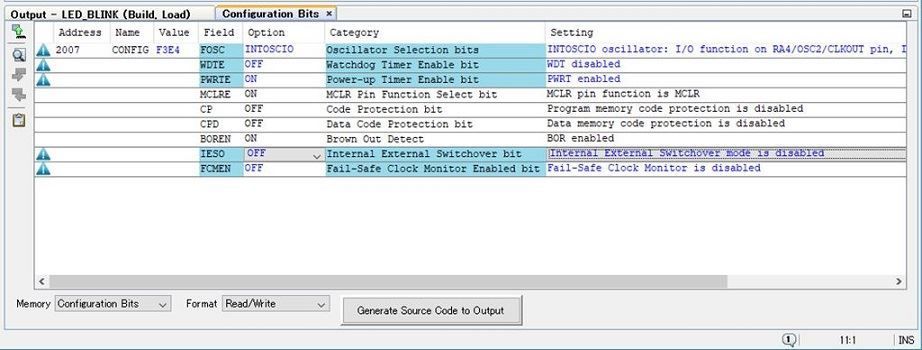 Output - LED_BLINK (Build, Load) Configuration Bits ×
Address Name Value Field Option Category Setting
2007 CONFIG F3E4 FOSC INTOSCIO Oscillator Selection bits INTOSCIO oscillator: I/O function on RA4/OSC2/CLKOUT pin, I
WDTE OFF Watchdog Timer Enable bit WDT disabled
PWRTE ON Power-up Timer Enable bit PWRT enabled
MCLRE ON MCLR Pin Function Select bit MCLR pin function is MCLR
CP OFF Code Protection bit Program memory code protection is disabled
CPD OFF Data Code Protection bit Data memory code protection is disabled
BOREN ON Brown Out Detect BOR enabled
IESO OFF Internal External Switchover bit Internal External Switchover mode is disabled
FCMEN OFF Fail-Safe Clock Monitor Enabled bit Fail-Safe Clock Monitor is disabled
Memory Configuration Bits Format Read/Write Generate Source Code to Output
1 11:1 INS